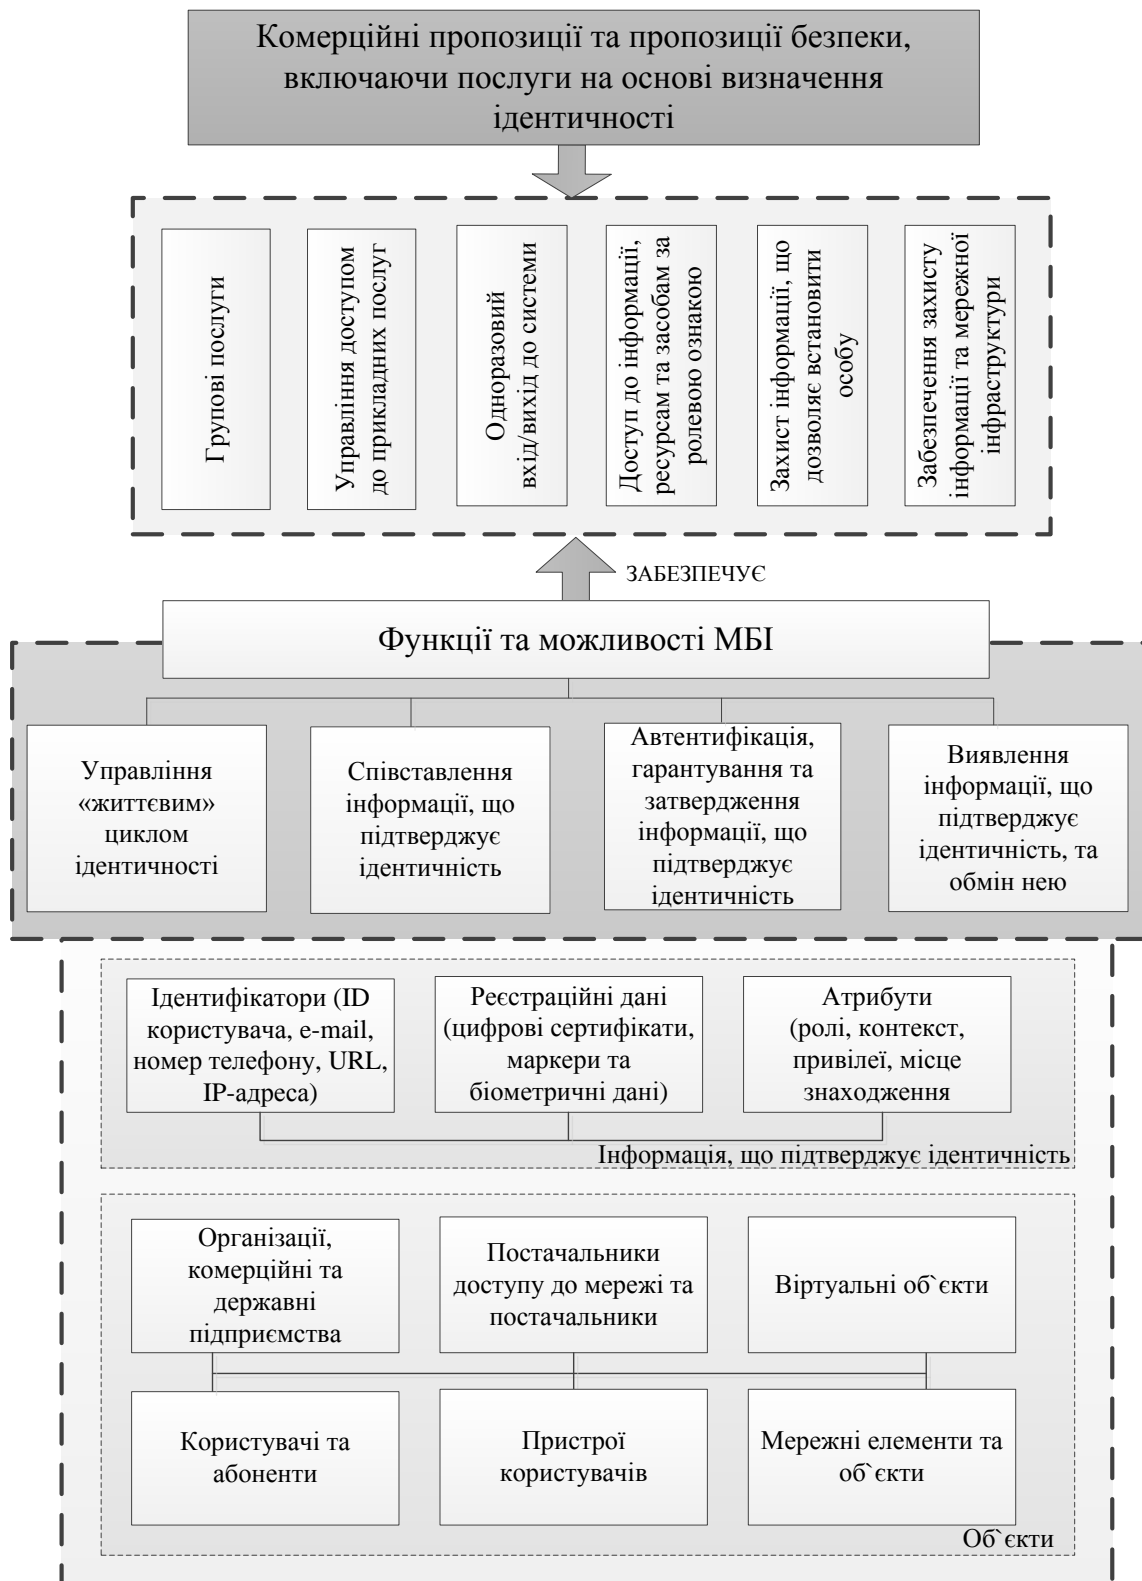 Комерційні пропозиції та пропозиції безпеки,
включаючи послуги на основі визначення
ідентичності
Групові послуги
Управління доступом
до прикладних послуг
Одноразовий
вхід/вихід до системи
Доступ до інформації,
ресурсам та засобам за
ролевою ознакою
Захист інформації, що
дозволяє встановити
особу
Забезпечення захисту
інформації та мережної
інфраструктури
ЗАБЕЗПЕЧУЄ
Функції та можливості МБІ
Управління
«життєвим»
циклом
ідентичності
Співставлення
інформації, що
підтверджує
ідентичність
Автентифікація,
гарантування та
затвердження
інформації, що
підтверджує
ідентичність
Виявлення
інформації, що
підтверджує
ідентичність, та
обмін нею
Ідентифікатори (ID
користувача, e-mail,
номер телефону, URL,
IP-адреса)
Реєстраційні дані
(цифрові сертифікати,
маркери та
біометричні дані)
Атрибути
(ролі, контекст,
привілеї, місце
знаходження
Інформація, що підтверджує ідентичність
Організації,
комерційні та
державні
підприємства
Постачальники
доступу до мережі та
постачальники
Віртуальні об`єкти
Користувачі та
абоненти
Пристрої
користувачів
Мережні елементи та
об`єкти
Об`єкти